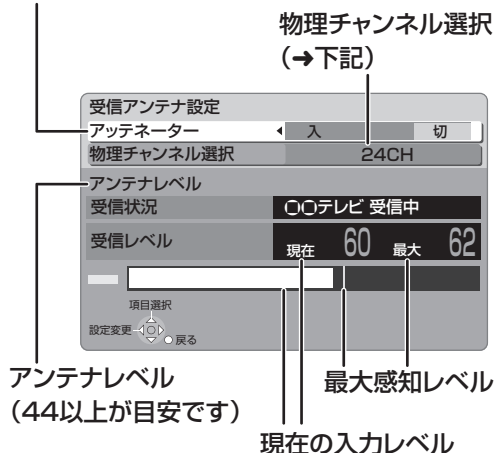 物理チャンネル選択
(➜下記)
受信アンテナ設定
アッテネーター 入 切
物理チャンネル選択 24CH
アンテナレベル
受信状況 〇〇テレビ 受信中
受信レベル 現在 60 最大 62
項目選択
設定変更 戻る
アンテナレベル
(44以上が目安です)
最大感知レベル
現在の入力レベル